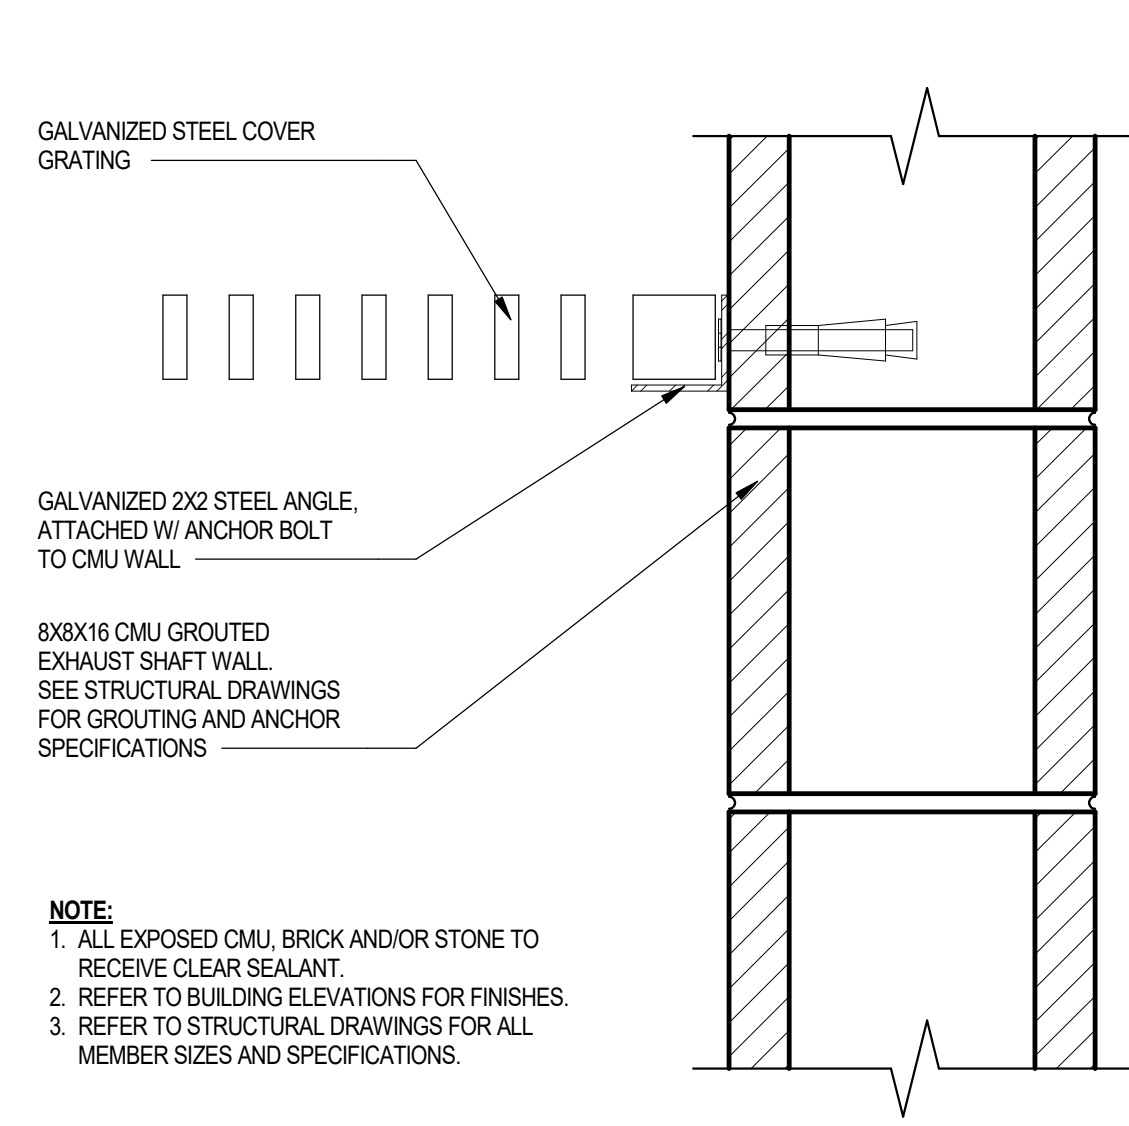 GALVANIZED STEEL COVER
GRATING
GALVANIZED 2X2 STEEL ANGLE,
ATTACHED W/ ANCHOR BOLT
TO CMU WALL
8X8X16 CMU GROUTED
EXHAUST SHAFT WALL.
SEE STRUCTURAL DRAWINGS
FOR GROUTING AND ANCHOR
SPECIFICATIONS
NOTE:
1. ALL EXPOSED CMU, BRICK AND/OR STONE TO
RECEIVE CLEAR SEALANT.
2. REFER TO BUILDING ELEVATIONS FOR FINISHES.
3. REFER TO STRUCTURAL DRAWINGS FOR ALL
MEMBER SIZES AND SPECIFICATIONS.